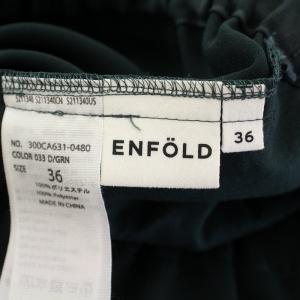 S211340 S211340CN S211340US
NO. 300CA631-0480
COLOR 033 D/GRN
SIZE
36
100% ポリエステル
100% Polyester
MADE IN CHINA
ENFÖLD
36